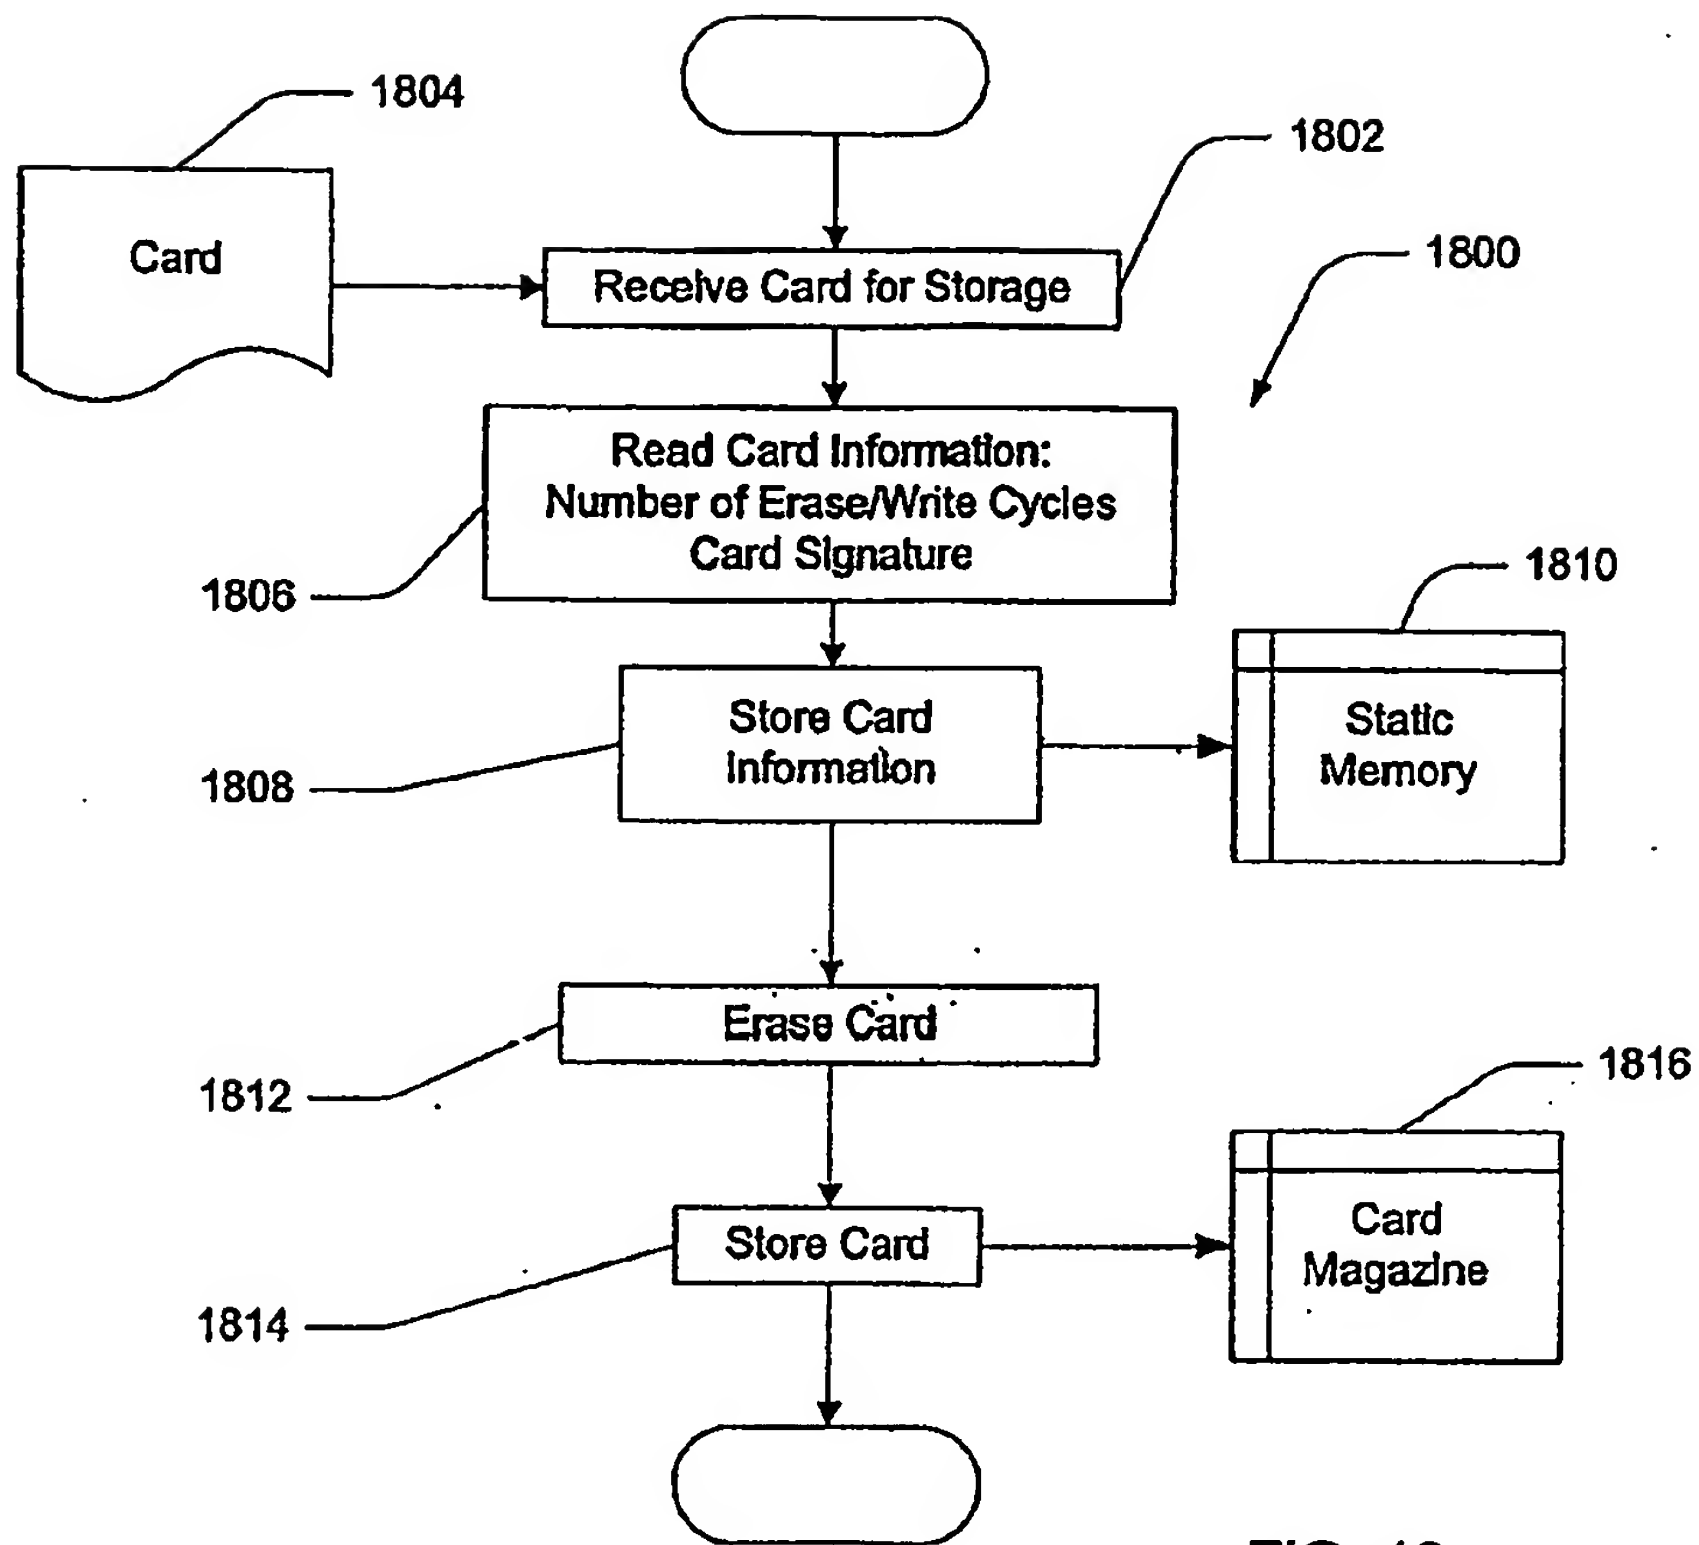 1804
1802
Card
1800
Receive Card for Storage
Read Card Information:
Number of Erase/Write Cycles
Card Signature
1806
1810
Store Card
Information
Static
Memory
1808
Erase Card
1812
1816
Store Card
Card
Magazine
1814